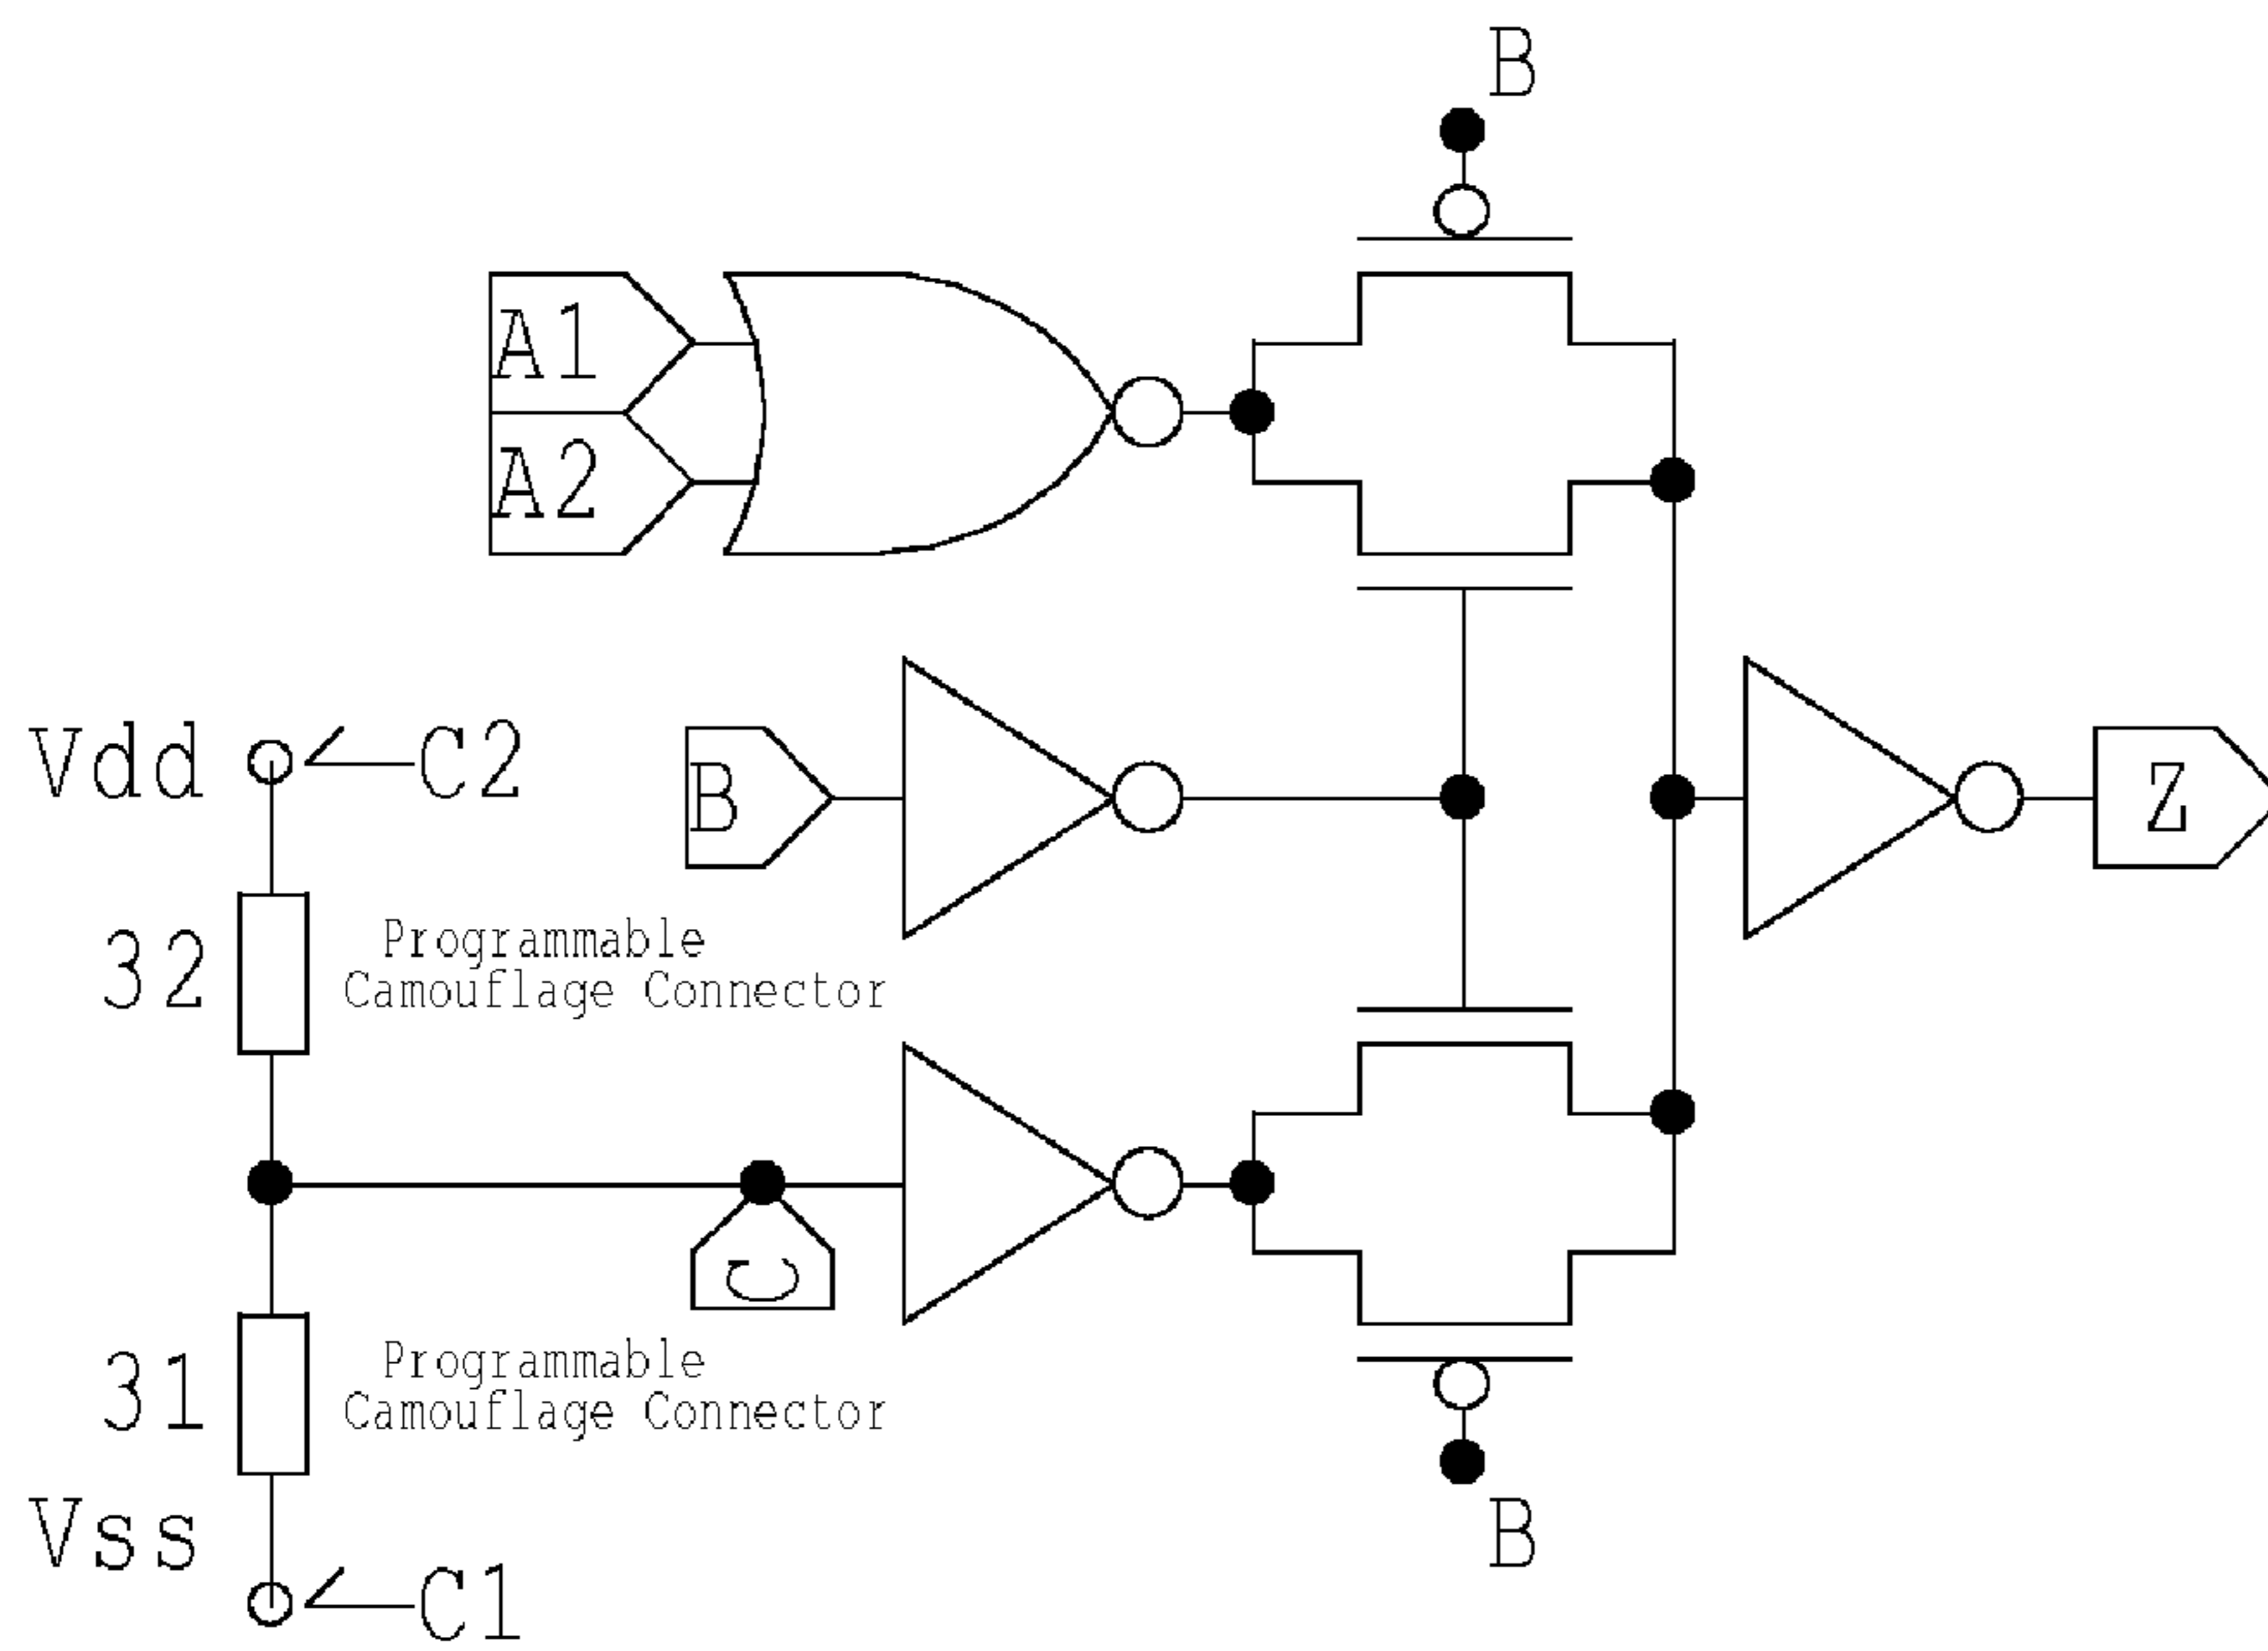 B
A1
A2
Vdd
C2
B
Z
32
Programmable
Camouflage Connector
C
31
Programmable
Camouflage Connector
Vss
B
C1